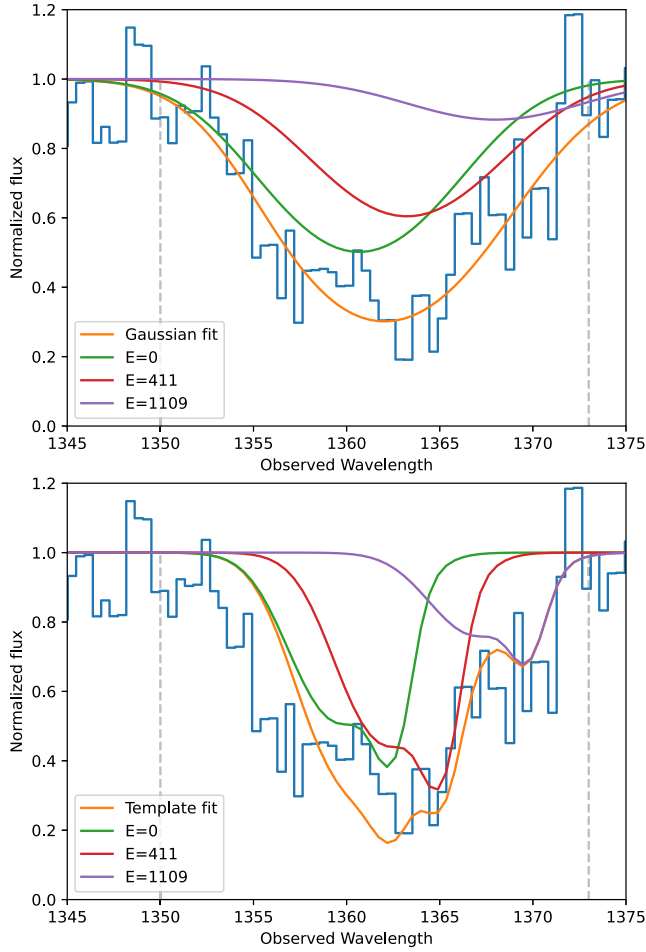 1.2
1.0
0.8
0.6
0.4
0.2
0.0
Normalized flux
Gaussian fit
E=0
E=411
E=1109
1345 1350 1355 1360 1365 1370 1375
Observed Wavelength
1.2
1.0
0.8
0.6
0.4
0.2
0.0
Normalized flux
Template fit
E=0
E=411
E=1109
1345 1350 1355 1360 1365 1370 1375
Observed Wavelength